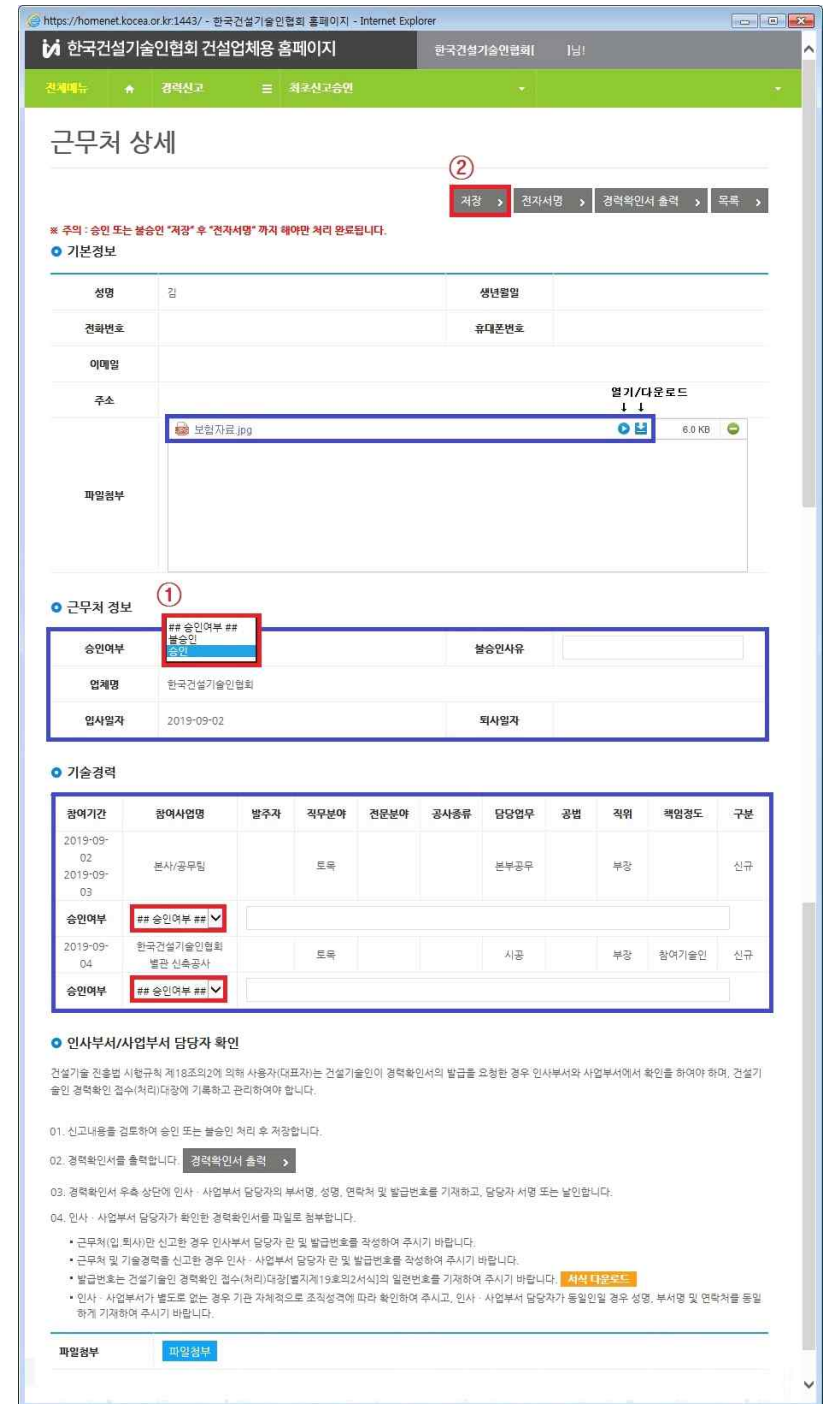 https://homenet.kocea.or.kr:1443/ - 한국건설기술인협회 홈페이지 - Internet Explorer
한국건설기술인협회 건설업체용 홈페이지
한국건설기술인협회[ ]님!
전체메뉴 경력신고 최초신고승인
근무처 상세
②
저장 전자서명 경력확인서 출력 목록
※ 주의 : 승인 또는 불승인 "저장" 후 "전자서명" 까지 해야만 처리 완료됩니다.
기본정보
성명 김 생년월일
전화번호 휴대폰번호
이메일
주소
열기/다운로드
↓ ↓
보험자료.jpg 6.0 KB
파일첨부
①
근무처 정보
## 승인여부 ##
불승인
승인
승인여부 불승인사유
업체명 한국건설기술인협회
입사일자 2019-09-02 퇴사일자
기술경력
참여기간 참여사업명 발주자 직무분야 전문분야 공사종류 담당업무 공법 직위 책임정도 구분
2019-09-
02
2019-09-
03
본사/공무팀 토목 본부공무 부장 신규
승인여부 ## 승인여부 ##
2019-09-
04
한국건설기술인협회
별관 신축공사
토목 시공 부장 참여기술인 신규
승인여부 ## 승인여부 ##
인사부서/사업부서 담당자 확인
건설기술 진흥법 시행규칙 제18조의2에 의해 사용자(대표자)는 건설기술인이 경력확인서의 발급를 요청한 경우 인사부서와 사업부서에서 확인을 하여야 하며, 건설기
술인 경력확인 접수(처리)대장에 기록하고 관리하여야 합니다.
01. 신고내용을 검토하여 승인 또는 불승인 처리 후 저장합니다.
02. 경력확인서를 출력합니다. 경력확인서 출력
03. 경력확인서 우측 상단에 인사ㆍ사업부서 담당자의 부서명, 성명, 연락처 및 발급번호를 기재하고, 담당자 서명 또는 날인합니다.
04. 인사ㆍ사업부서 담당자가 확인한 경력확인서를 파일로 첨부합니다.
• 근무처(입.퇴사)만 신고한 경우 인사부서 담당자 란 및 발급번호를 작성하여 주시기 바랍니다.
• 근무처 및 기술경력을 신고한 경우 인사ㆍ사업부서 담당자 란 및 발급번호를 작성하여 주시기 바랍니다.
• 발급번호는 건설기술인 경력확인 접수(처리)대장[별지제19호의2서식]의 일련번호를 기재하여 주시기 바랍니다. 서식 다운로드
• 인사ㆍ사업부서가 별도로 없는 경우 기관 자체적으로 조직성격에 따라 확인하여 주시고, 인사ㆍ사업부서 담당자가 동일인일 경우 성명, 부서명 및 연락처를 동일
하게 기재하여 주시기 바랍니다.
파일첨부 파일첨부